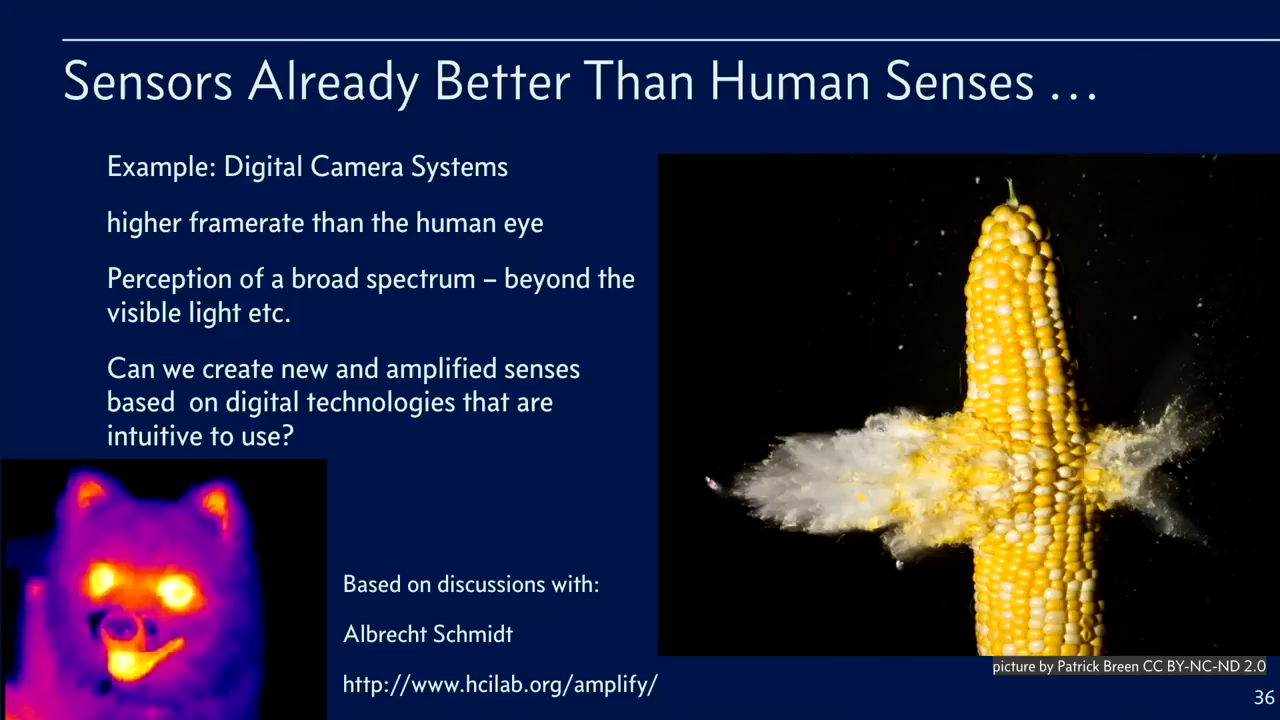 Sensors Already Better Than Human Senses …
Example: Digital Camera Systems
higher framerate than the human eye
Perception of a broad spectrum – beyond the
visible light etc.
Can we create new and amplified senses
based  on digital technologies that are
intuitive to use?
Based on discussions with:
Albrecht Schmidt
http://www.hcilab.org/amplify/
picture by Patrick Breen CC BY-NC-ND 2.0
36